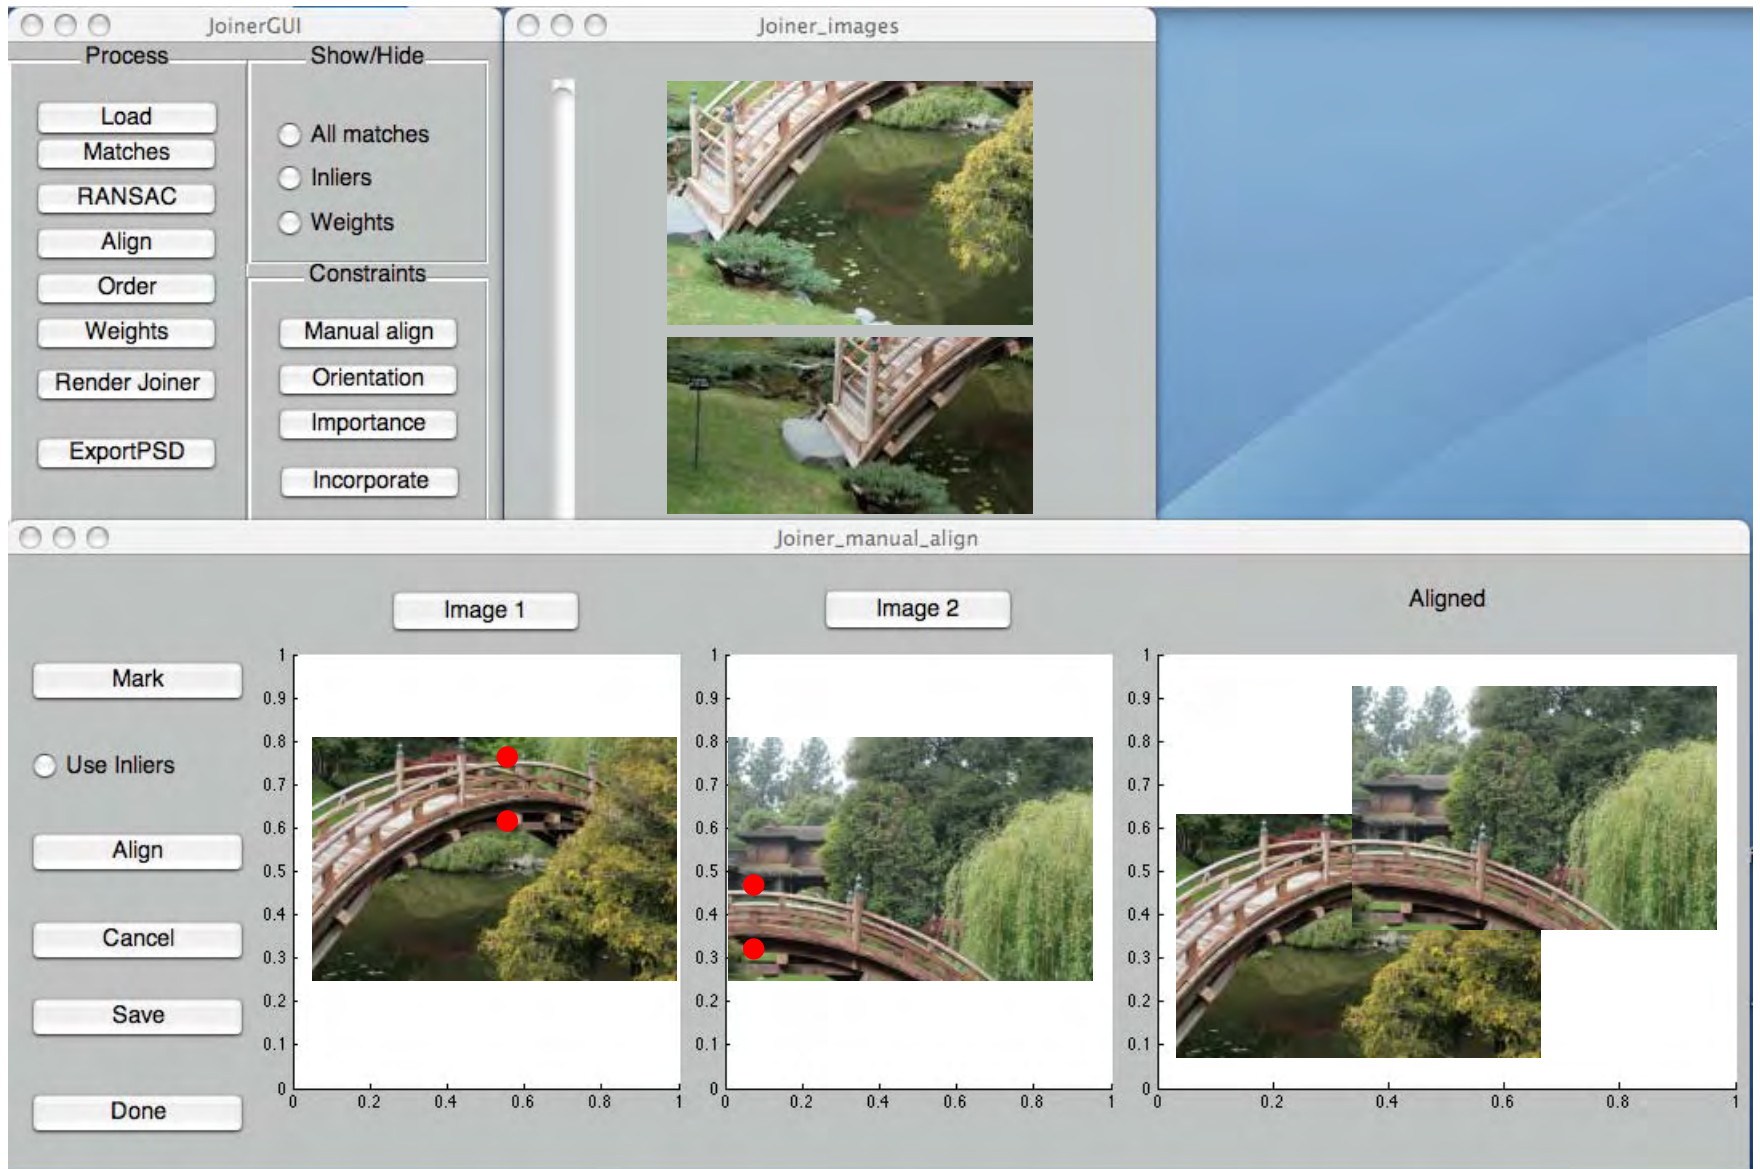 JoinerGUI
Process
Load
Matches
RANSAC
Align
Order
Weights
Render Joiner
ExportPSD
Show/Hide
All matches
Inliers
Weights
Constraints
Manual align
Orientation
Importance
Incorporate
Joiner_images
Joiner_manual_align
Mark
Use Inliers
Align
Cancel
Save
Done
Image 1
1
0.9
0.8
0.7
0.6
0.5
0.4
0.3
0.2
0.1
0
0 0.2 0.4 0.6 0.8 1
Image 2
1
0.9
0.8
0.7
0.6
0.5
0.4
0.3
0.2
0.1
0
0 0.2 0.4 0.6 0.8 1
Aligned
1
0.9
0.8
0.7
0.6
0.5
0.4
0.3
0.2
0.1
0
0 0.2 0.4 0.6 0.8 1